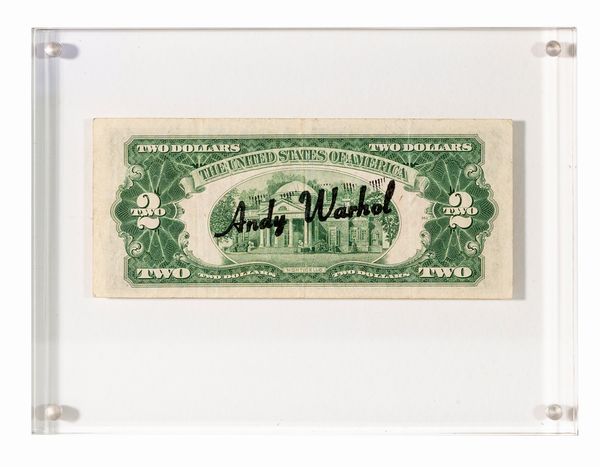 TWO DOLLARS TWO DOLLARS
THE UNITED STATES OF AMERICA
2 2
TWO TWO
Andy Warhol
MONTICELLO
TWO TWO DOLLARS TWO DOLLARS TWO